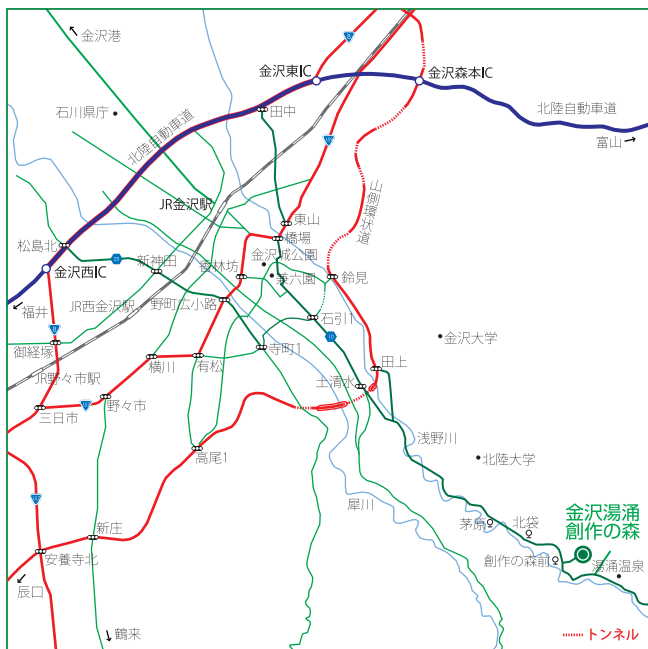 金沢港
8
金沢東IC
金沢森本IC
北陸自動車道
富山
石川県庁
田中
北陸自動車道
159
山側環状道
JR金沢駅
東山
橋場
松島北
金沢城公園
新神田
香林坊
兼六園
鈴見
金沢西IC
25
福井
JR西金沢駅
野町広小路
石引1
金沢大学
8
10
御経塚
寺町1
横川
有松
田上
JR野々市駅
土清水
三日市
157
野々市
浅野川
高尾1
北陸大学
157
犀川
金沢湯涌
創作の森
茅原
北袋
新庄
安養寺北
創作の森前
湯涌温泉
辰口
鶴来
トンネル